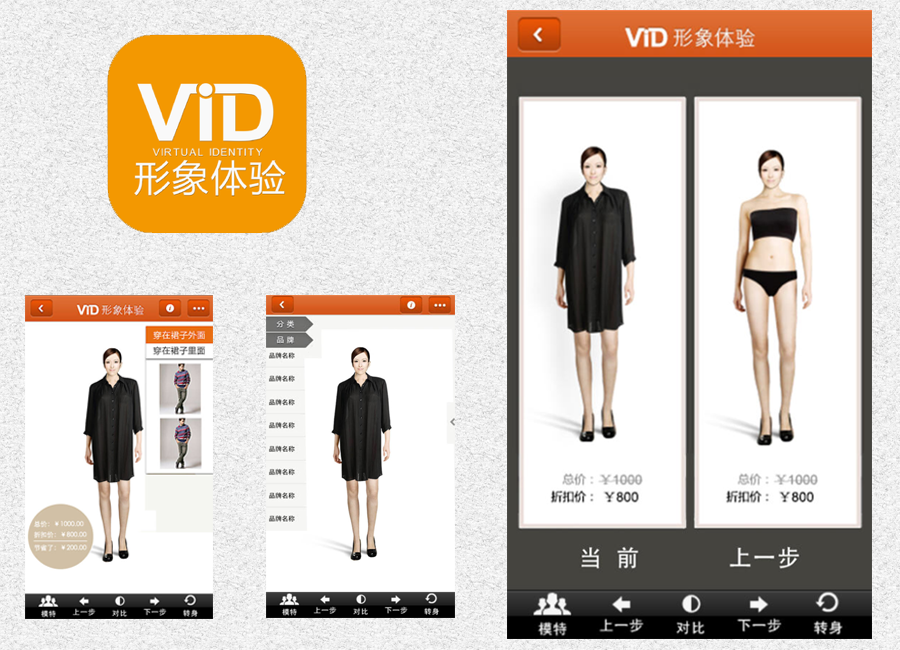 ViD
VIRTUAL IDENTITY
形象体验
ViD 形象体验
穿在裙子外面
穿在裙子里面
总价：￥1000.00
折扣价：￥800.00
节省了：￥200.00
模特 上一步 对比 下一步 转身
分类
品牌
品牌名称
品牌名称
品牌名称
品牌名称
品牌名称
品牌名称
品牌名称
品牌名称
模特 上一步 对比 下一步 转身
ViD 形象体验
总价：￥1000
折扣价：￥800
总价：￥1000
折扣价：￥800
当前 上一步
模特 上一步 对比 下一步 转身